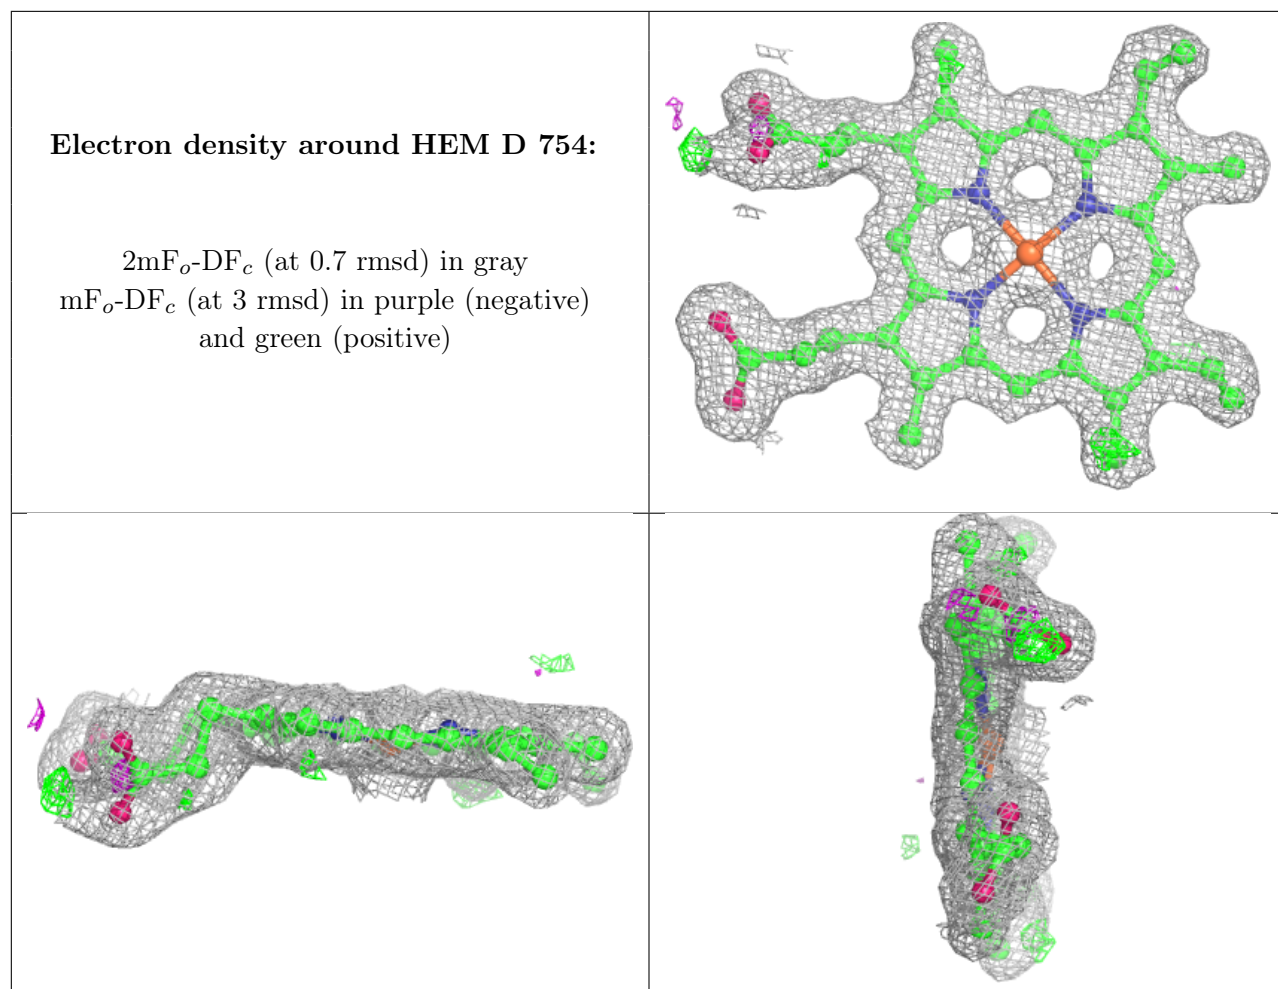 Electron density around HEM D 754:
2mFo-DFc (at 0.7 rmsd) in gray
mFo-DFc (at 3 rmsd) in purple (negative)
and green (positive)